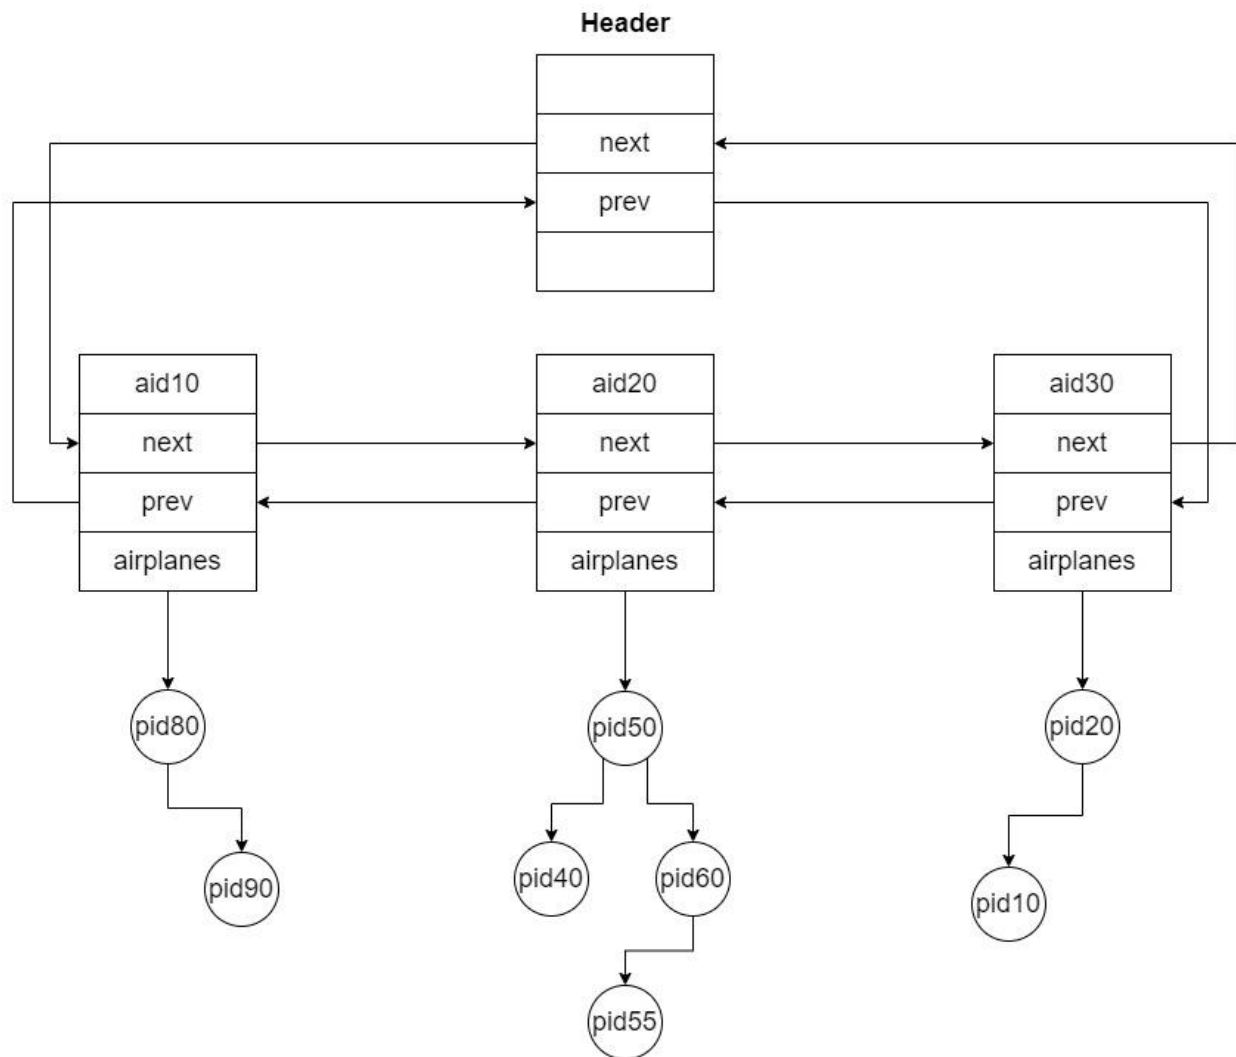 Header
next
prev
aid10 aid20 aid30
next next next
prev prev prev
airplanes airplanes airplanes
pid80 pid50 pid20
pid90 pid40 pid60 pid10
pid55